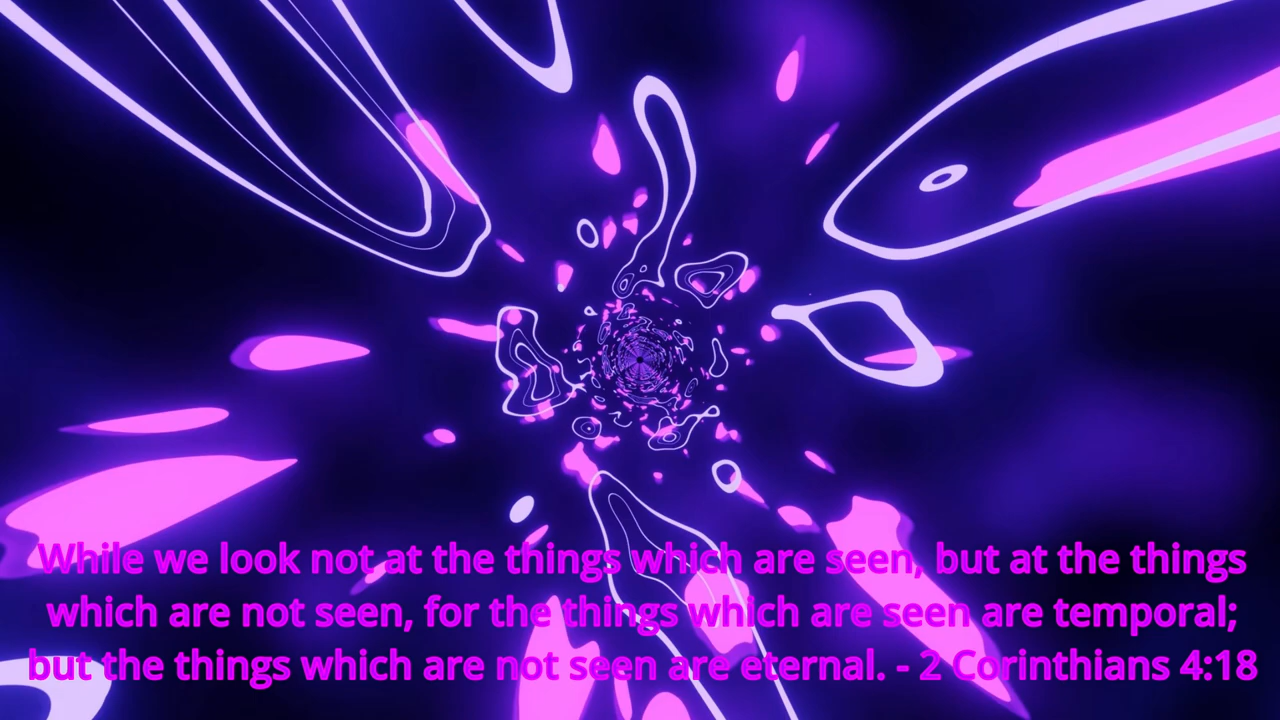 While we look not at the things which are seen, but at the things
which are not seen, for the things which are seen are temporal;
but the things which are not seen are eternal. - 2 Corinthians 4:18